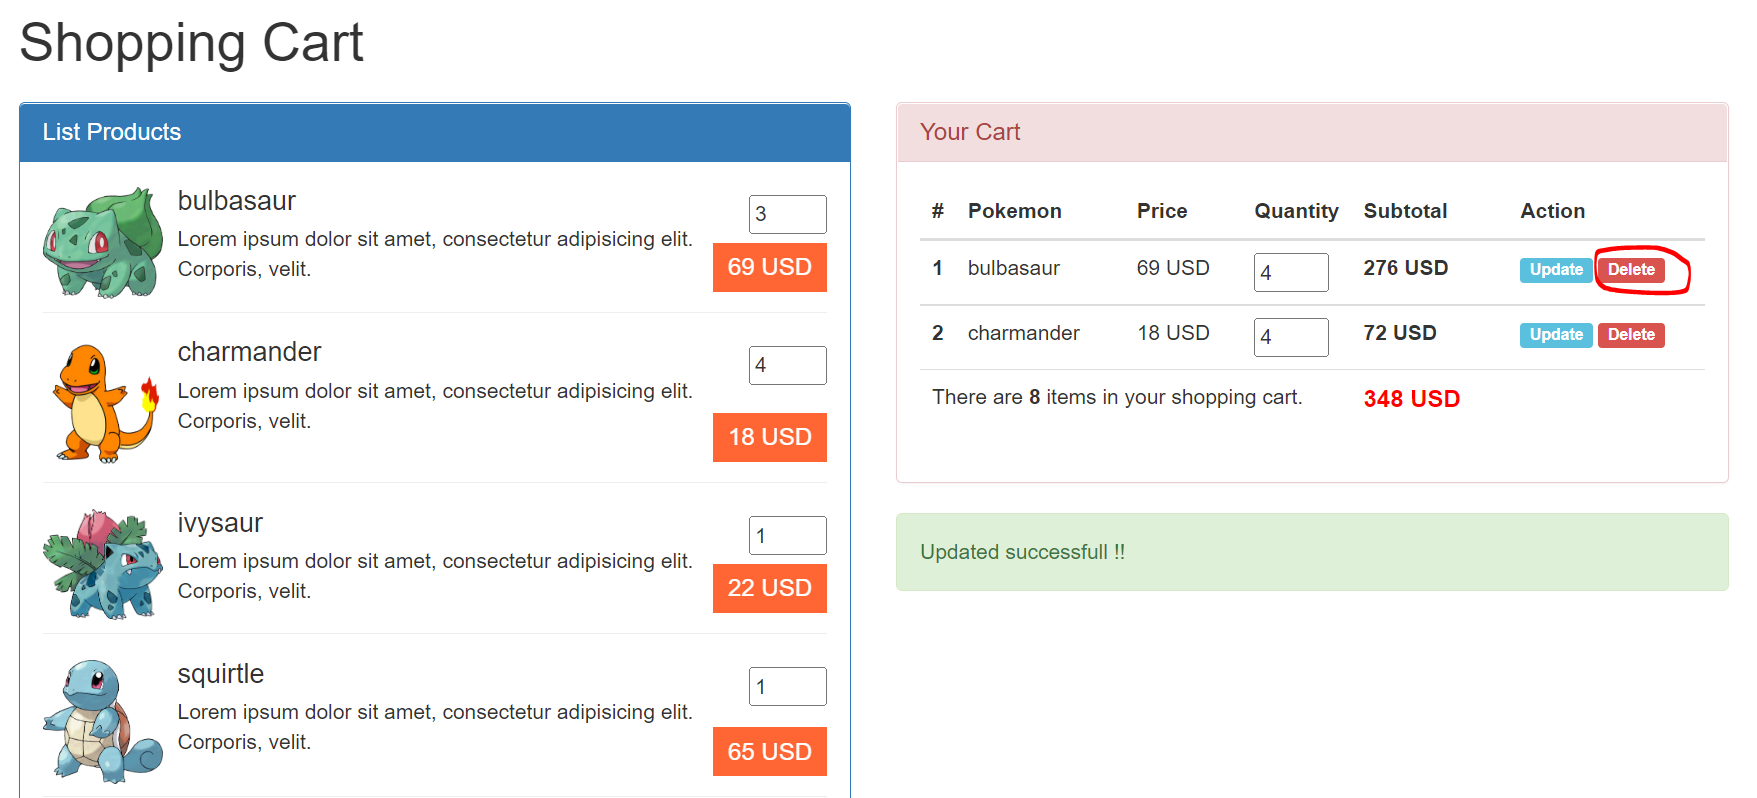 Shopping Cart
List Products
bulbasaur
3
Lorem ipsum dolor sit amet, consectetur adipisicing elit.
Corporis, velit.
69 USD
charmander
4
Lorem ipsum dolor sit amet, consectetur adipisicing elit.
Corporis, velit.
18 USD
ivysaur
1
Lorem ipsum dolor sit amet, consectetur adipisicing elit.
Corporis, velit.
22 USD
squirtle
1
Lorem ipsum dolor sit amet, consectetur adipisicing elit.
Corporis, velit.
65 USD
Your Cart
# Pokemon Price Quantity Subtotal Action
1 bulbasaur 69 USD 4 276 USD Update Delete
2 charmander 18 USD 4 72 USD Update Delete
There are 8 items in your shopping cart. 348 USD
Updated successfull !!